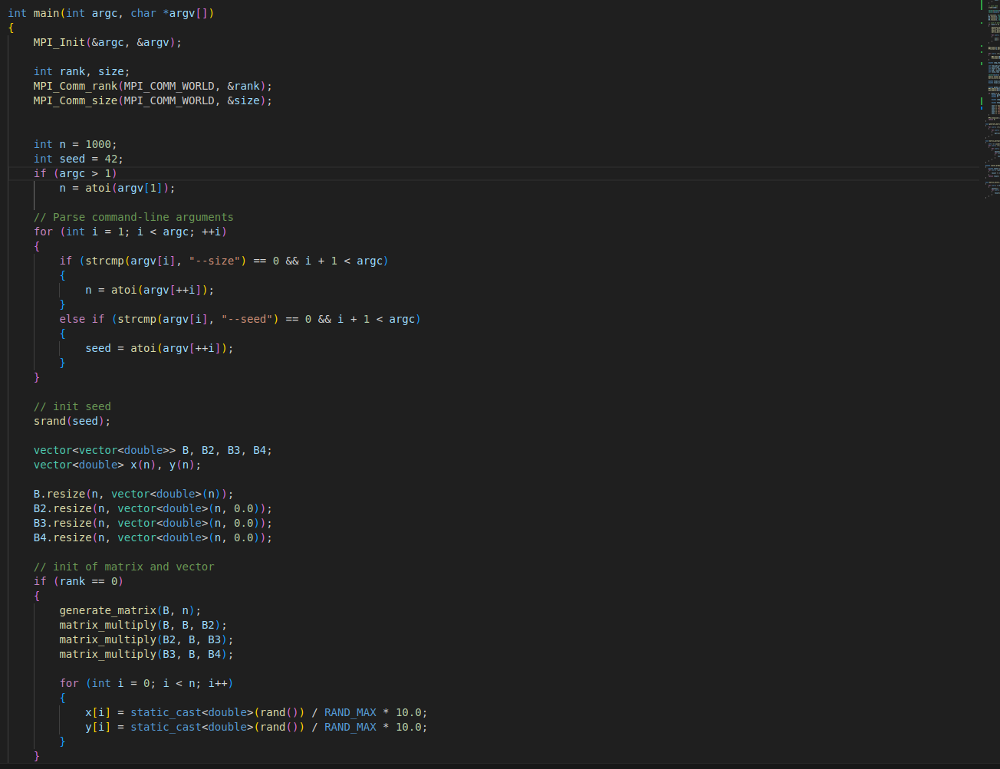 int main(int argc, char *argv[])
{
    MPI_Init(&argc, &argv);

    int rank, size;
    MPI_Comm_rank(MPI_COMM_WORLD, &rank);
    MPI_Comm_size(MPI_COMM_WORLD, &size);


    int n = 1000;
    int seed = 42;
    if (argc > 1)
        n = atoi(argv[1]);

    // Parse command-line arguments
    for (int i = 1; i < argc; ++i)
    {
        if (strcmp(argv[i], "--size") == 0 && i + 1 < argc)
        {
            n = atoi(argv[++i]);
        }
        else if (strcmp(argv[i], "--seed") == 0 && i + 1 < argc)
        {
            seed = atoi(argv[++i]);
        }
    }

    // init seed
    srand(seed);

    vector<vector<double>> B, B2, B3, B4;
    vector<double> x(n), y(n);

    B.resize(n, vector<double>(n));
    B2.resize(n, vector<double>(n, 0.0));
    B3.resize(n, vector<double>(n, 0.0));
    B4.resize(n, vector<double>(n, 0.0));

    // init of matrix and vector
    if (rank == 0)
    {
        generate_matrix(B, n);
        matrix_multiply(B, B, B2);
        matrix_multiply(B2, B, B3);
        matrix_multiply(B3, B, B4);

        for (int i = 0; i < n; i++)
        {
            x[i] = static_cast<double>(rand()) / RAND_MAX * 10.0;
            y[i] = static_cast<double>(rand()) / RAND_MAX * 10.0;
        }
    }